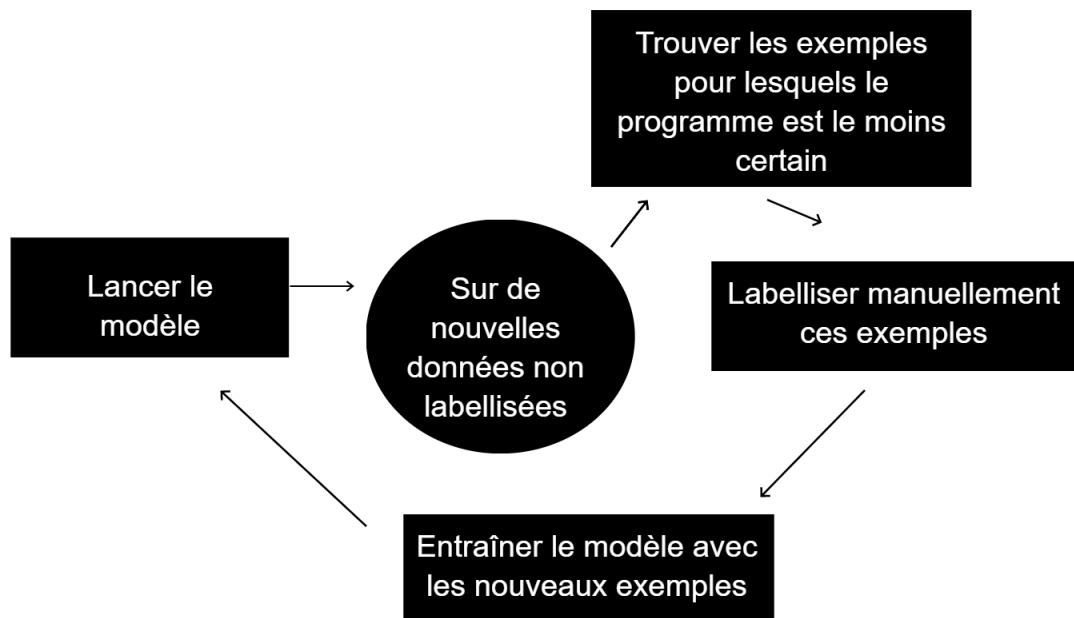 Trouver les exemples
pour lesquels le
programme est le moins
certain
Lancer le
modèle
Sur de
nouvelles
données non
labellisées
Labelliser manuellement
ces exemples
Entraîner le modèle avec
les nouveaux exemples